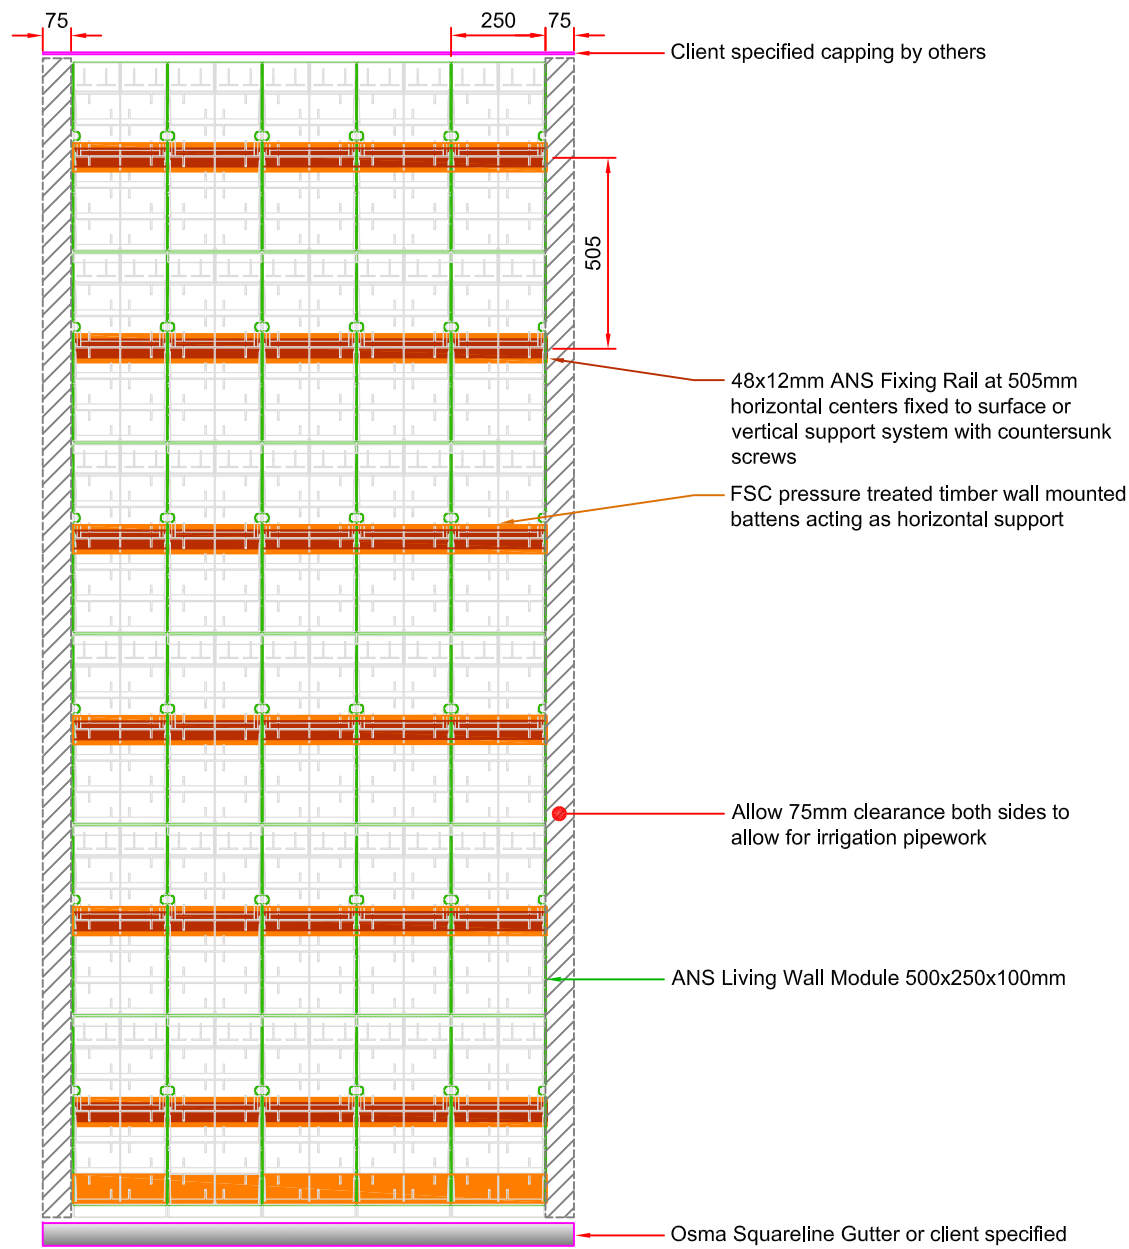 75
250
75
Client specified capping by others
505
48x12mm ANS Fixing Rail at 505mm
horizontal centers fixed to surface or
vertical support system with countersunk
screws
FSC pressure treated timber wall mounted
battens acting as horizontal support
Allow 75mm clearance both sides to
allow for irrigation pipework
ANS Living Wall Module 500x250x100mm
Osma Squareline Gutter or client specified